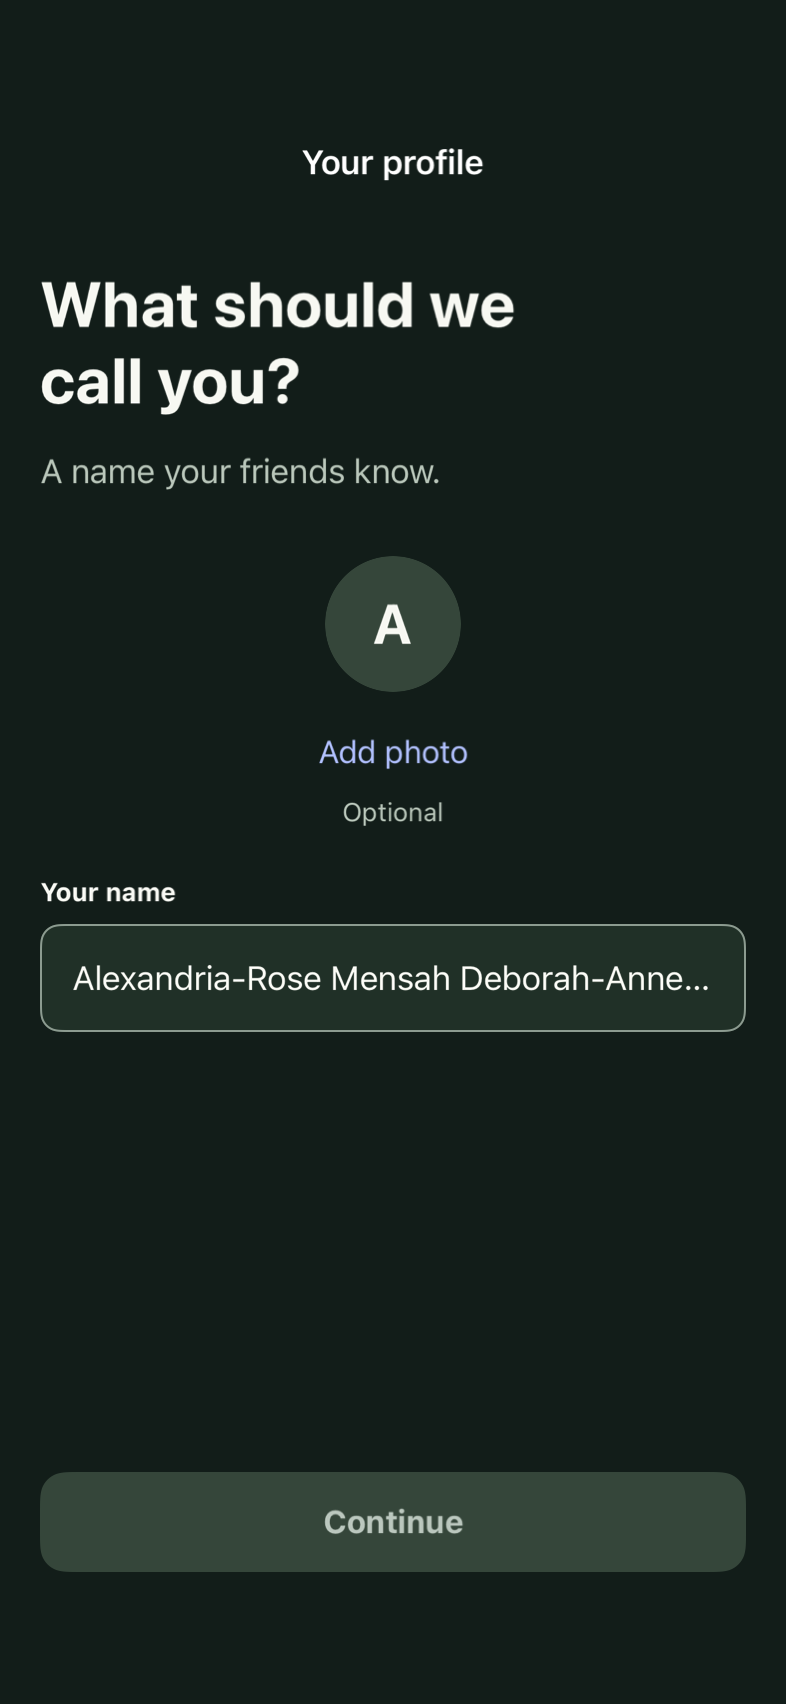 Your profile
What should we
call you?
A name your friends know.
A
Add photo
Optional
Your name
Alexandria-Rose Mensah Deborah-Anne...
Continue